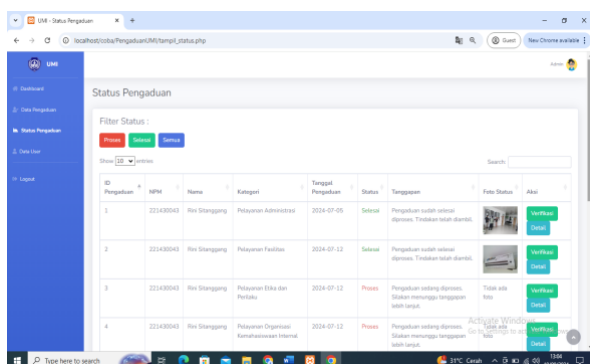 UMI - Status Pengaduan
localhost/coba/PengaduanUMI/tampil_status.php
Guest
New Chrome available
UMI
Admin
Dashboard
Data Pengaduan
Status Pengaduan
Data User
Logout
Status Pengaduan
Filter Status :
Proses Selesai Semua
Show 10 entries
Search:
ID Pengaduan NPM Nama Kategori Tanggal Pengaduan Status Tanggapan Foto Status Aksi
1 221430043 Rini Sitanggang Pelayanan Administrasi 2024-07-05 Selesai Pengaduan sudah selesai
diproses. Tindakan telah diambil.
Verifikasi
Detail
2 221430043 Rini Sitanggang Pelayanan Fasilitas 2024-07-12 Selesai Pengaduan sudah selesai
diproses. Tindakan telah diambil.
Verifikasi
Detail
3 221430043 Rini Sitanggang Pelayanan Etika dan
Perilaku
2024-07-12 Proses Pengaduan sedang diproses.
Silakan menunggu tanggapan
lebih lanjut.
Tidak ada
foto
Verifikasi
Detail
4 221430043 Rini Sitanggang Pelayanan Organisasi
Kemahasiswaan Internal
2024-07-12 Proses Pengaduan sedang diproses.
Silakan menunggu tanggapan
lebih lanjut.
Tidak ada
foto
Verifikasi
Detail
Activate Windows
Type here to search
31°C Cerah
13:04